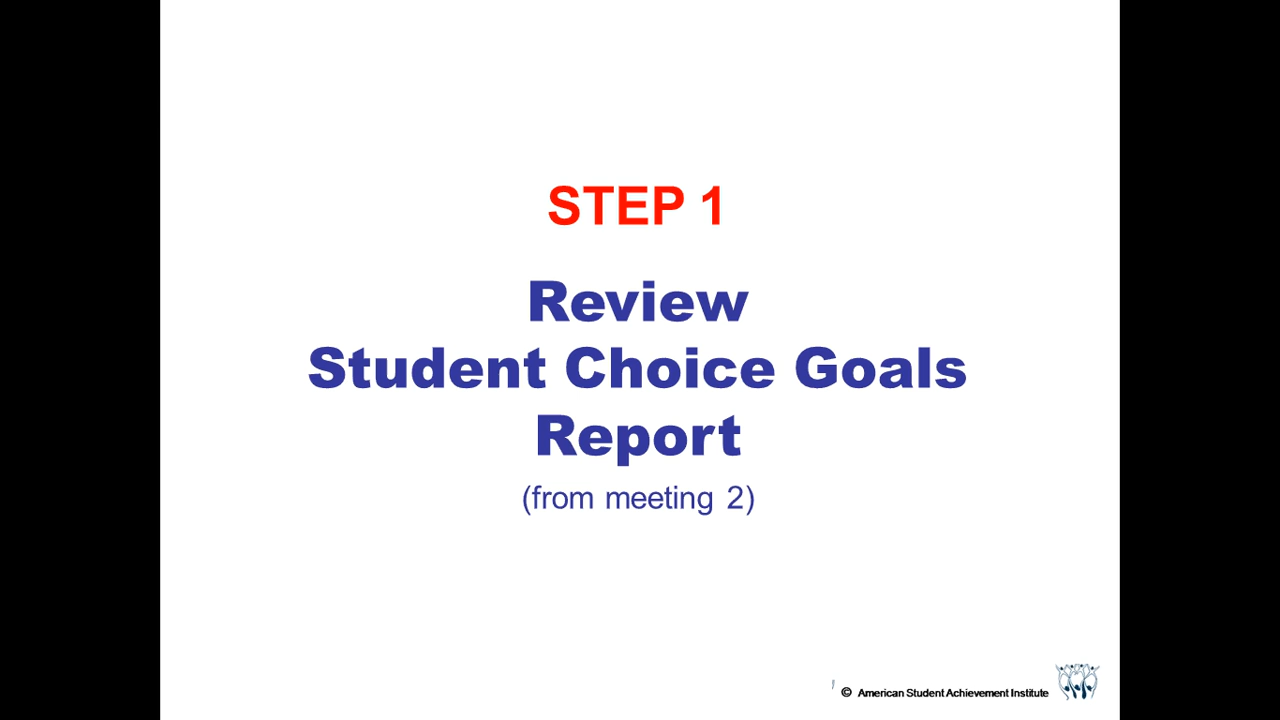 STEP 1
Review
Student Choice Goals
Report
(from meeting 2)
© American Student Achievement Institute